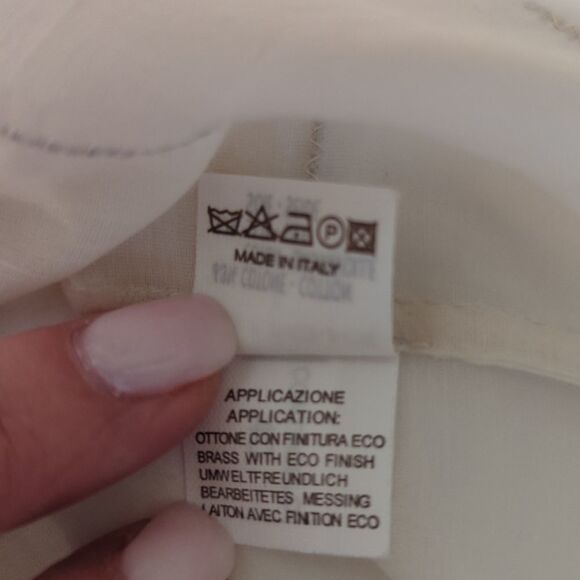 P
MADE IN ITALY
APPLICAZIONE
APPLICATION:
OTTONE CON FINITURA ECO
BRASS WITH ECO FINISH
UMWELTFREUNDLICH
BEARBEITETES MESSING
LAITON AVEC FINITION ECO